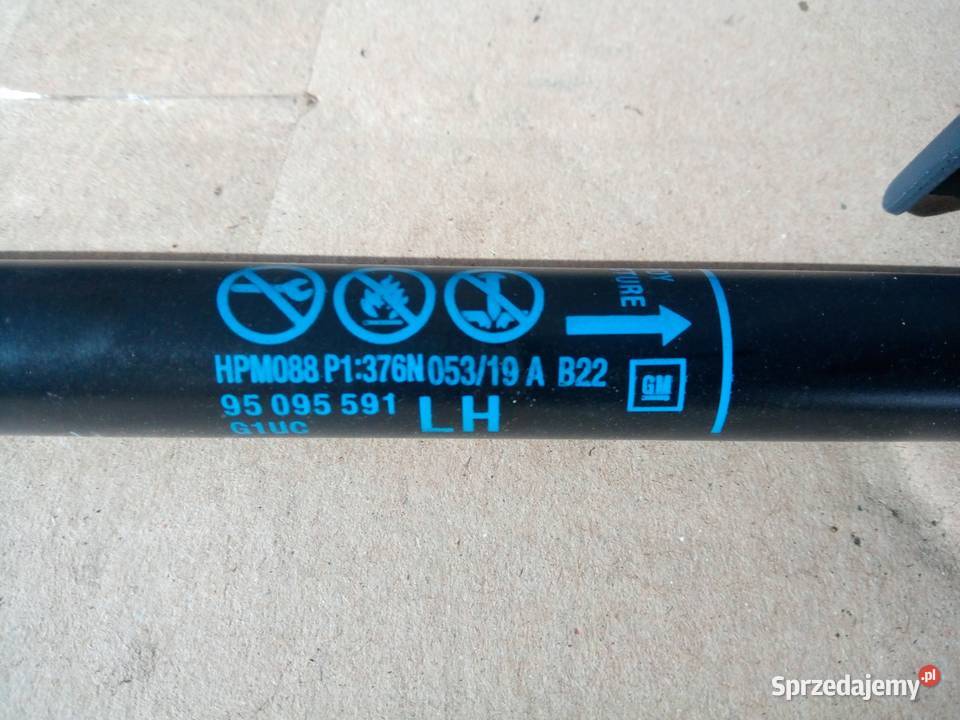 HPM088 P1:376N 053/19 A B22
95 095 591 LH
G1UC
GM
Sprzedajemy.pl